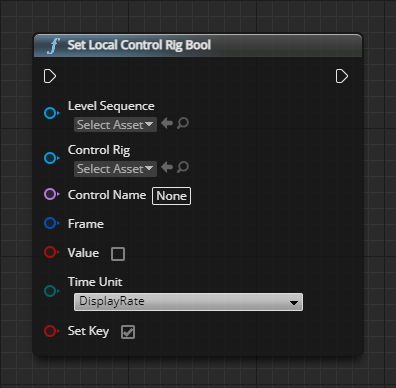 Set Local Control Rig Bool
Level Sequence
Select Asset
Control Rig
Select Asset
Control Name None
Frame
Value
Time Unit
DisplayRate
Set Key